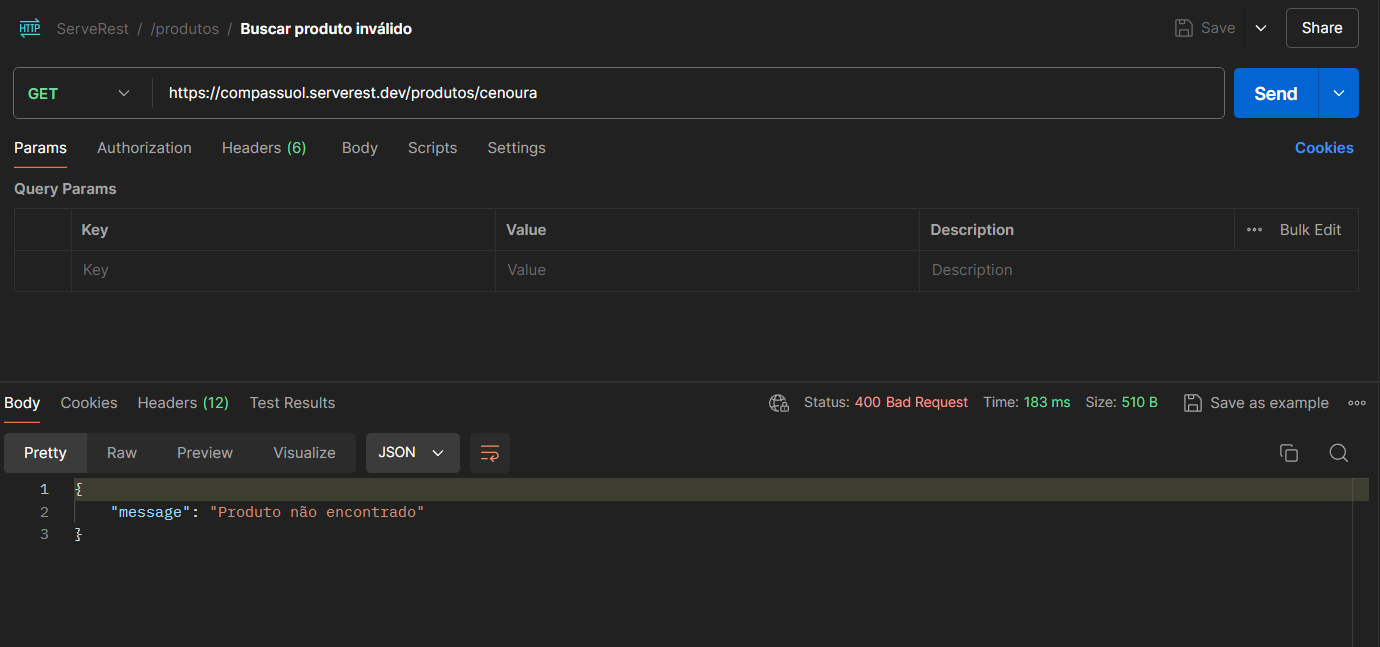 HTTP ServeRest / /produtos / Buscar produto inválido Save Share
GET https://compassuol.serverest.dev/produtos/cenoura Send
Params Authorization Headers (6) Body Scripts Settings Cookies
Query Params
Key Value Description Bulk Edit
Key Value Description
Body Cookies Headers (12) Test Results Status: 400 Bad Request Time: 183 ms Size: 510 B Save as example
Pretty Raw Preview Visualize JSON
1 {
2 "message": "Produto não encontrado"
3 }